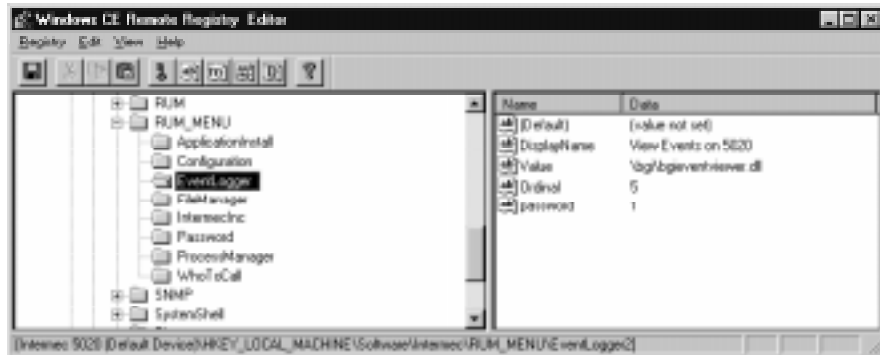 Windows CE Remote Registry Editor
Registry Edit View Help
RUM
RUM_MENU
ApplicationInstall
Configuration
EventLogger
FileManager
IntermecInc
Password
ProcessManager
WhoToCall
SNMP
SystemShell
Name Data
(Default) (value not set)
DisplayName View Events on 5020
Value \bgi\bgieventviewer.dll
Ordinal 5
password 1
(Intermec 5020 (Default Device)\HKEY_LOCAL_MACHINE\Software\Intermec\RUM_MENU\EventLogger2]